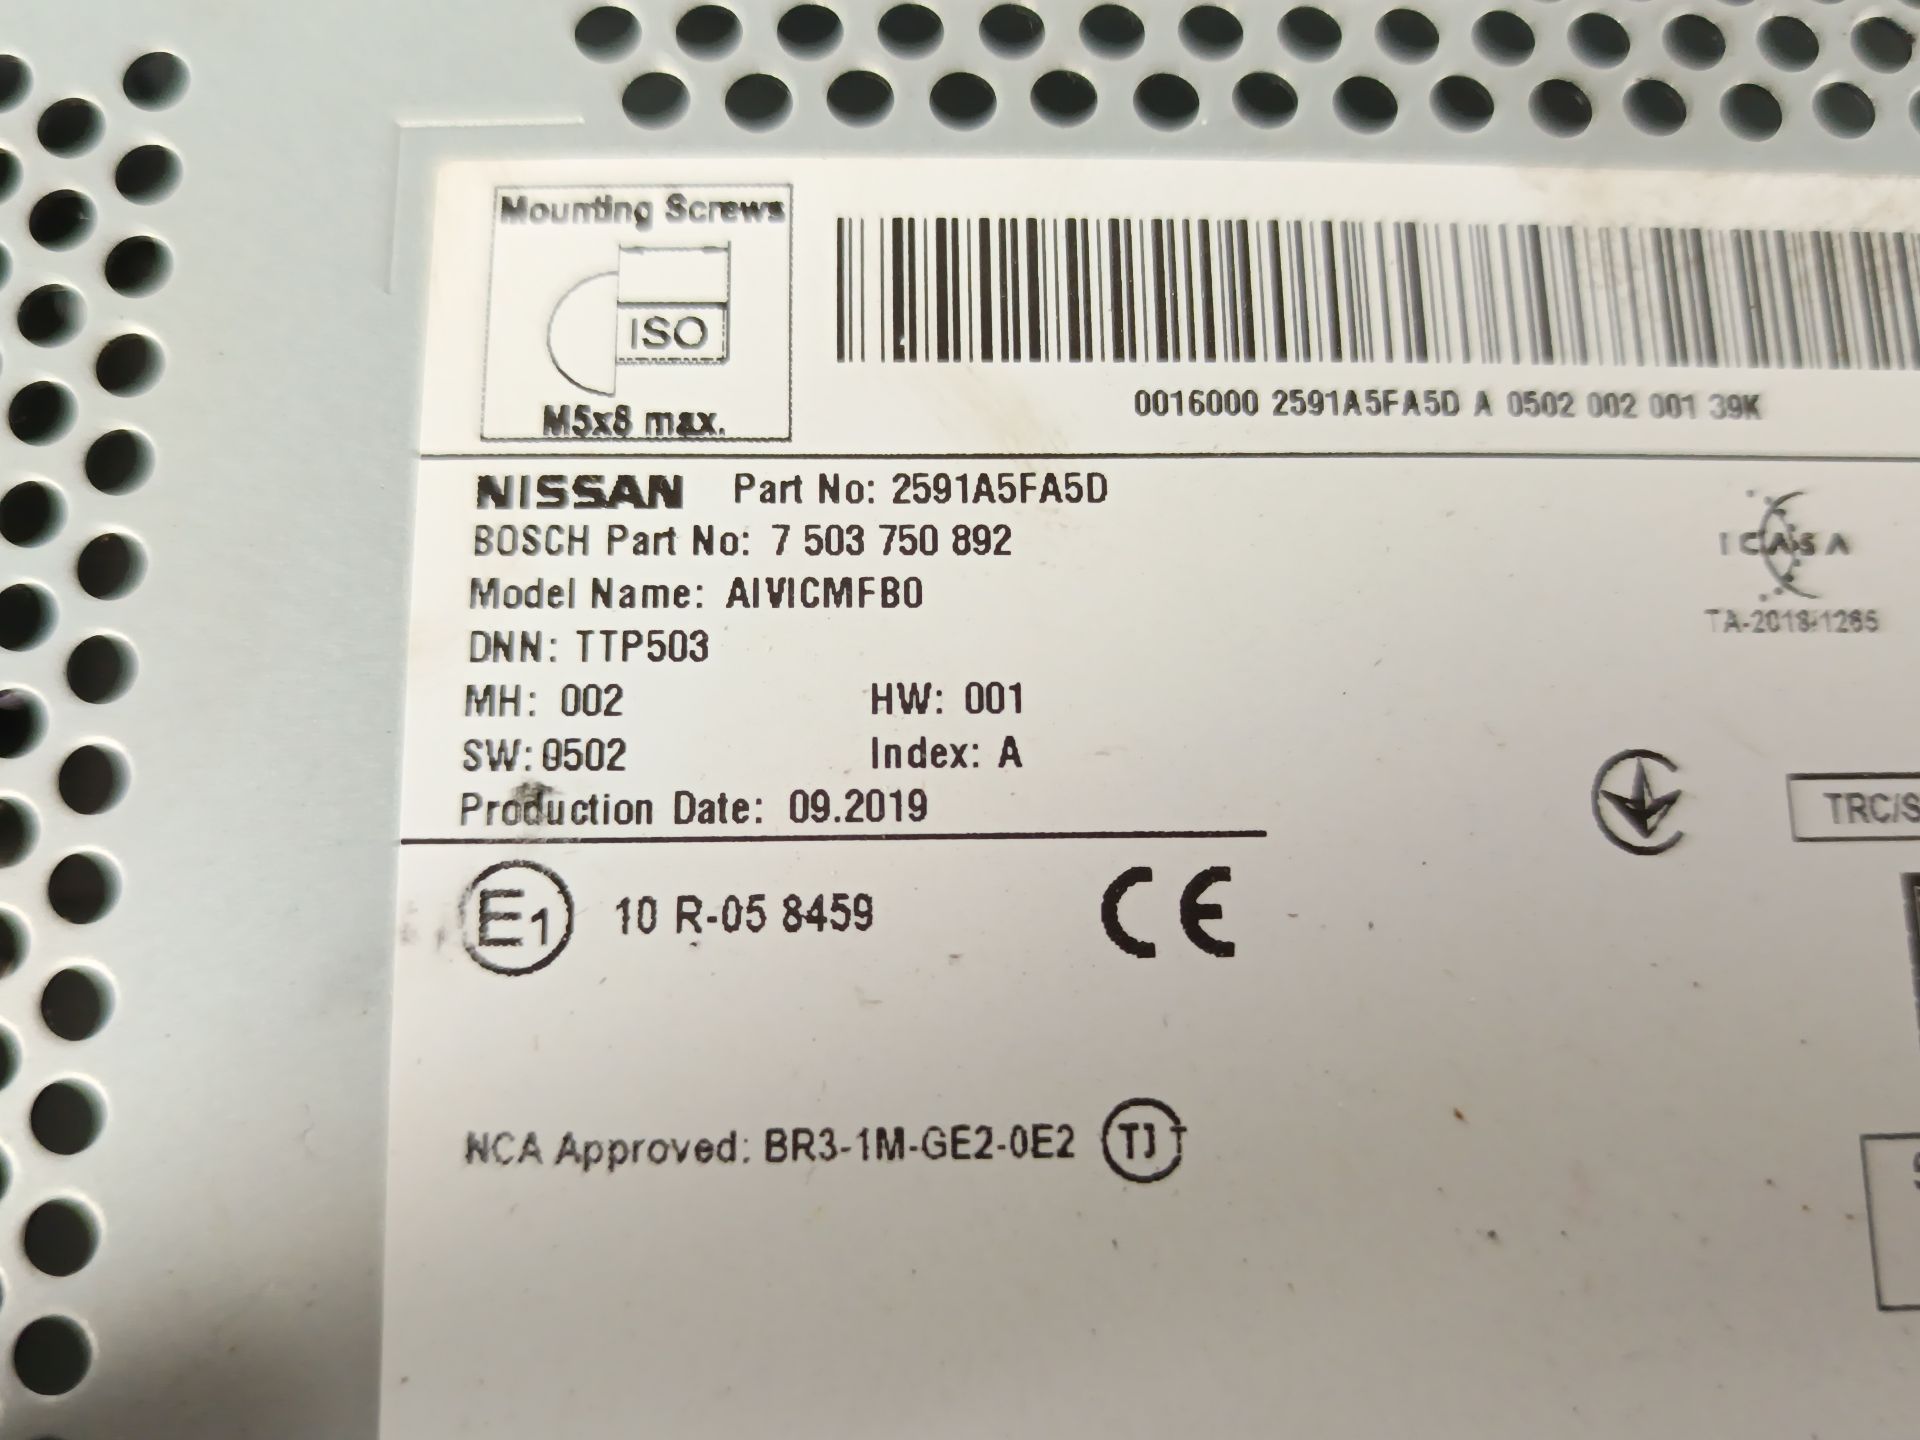 Mounting Screws
ISO
M5x8 max.
0016000 2591A5FA5D A 0502 002 001 39K
NISSAN Part No: 2591A5FA5D
BOSCH Part No: 7 503 750 892
Model Name: AIVICMFB0
DNN: TTP503
MH: 002 HW: 001
SW: 0502 Index: A
Production Date: 09.2019
ICASA
TA-2018/1265
TRC/S
E1 10 R-05 8459 CE
NCA Approved: BR3-1M-GE2-0E2 TJT